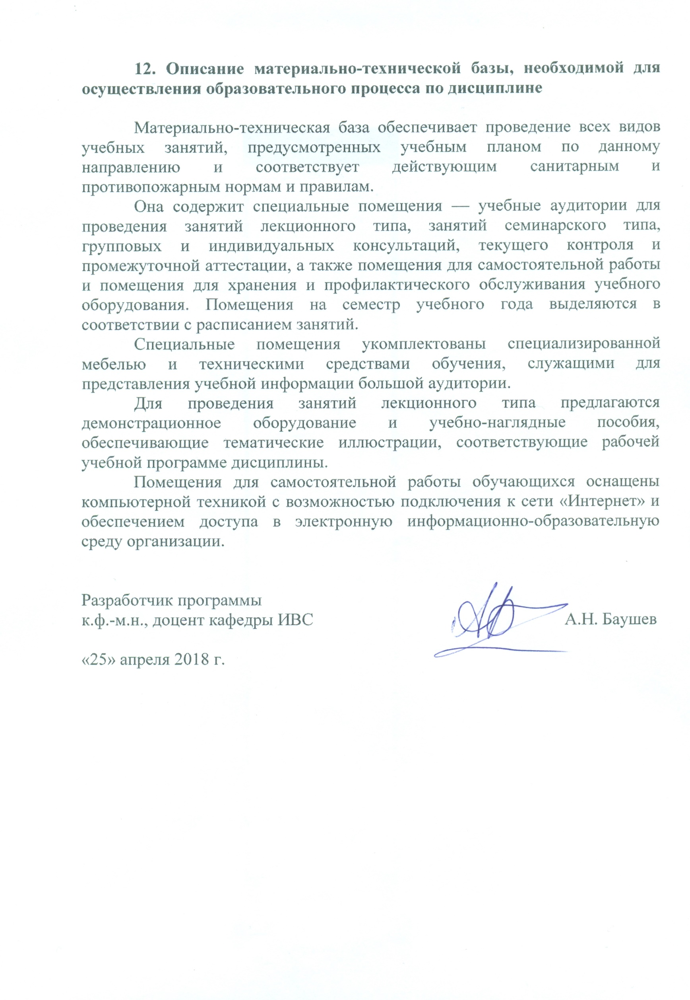 12. Описание материально-технической базы, необходимой для
осуществления образовательного процесса по дисциплине
Материально-техническая база обеспечивает проведение всех видов
учебных занятий, предусмотренных учебным планом по данному
направлению и соответствует действующим санитарным и
противопожарным нормам и правилам.
Она содержит специальные помещения — учебные аудитории для
проведения занятий лекционного типа, занятий семинарского типа,
групповых и индивидуальных консультаций, текущего контроля и
промежуточной аттестации, а также помещения для самостоятельной работы
и помещения для хранения и профилактического обслуживания учебного
оборудования. Помещения на семестр учебного года выделяются в
соответствии с расписанием занятий.
Специальные помещения укомплектованы специализированной
мебелью и техническими средствами обучения, служащими для
представления учебной информации большой аудитории.
Для проведения занятий лекционного типа предлагаются
демонстрационное оборудование и учебно-наглядные пособия,
обеспечивающие тематические иллюстрации, соответствующие рабочей
учебной программе дисциплины.
Помещения для самостоятельной работы обучающихся оснащены
компьютерной техникой с возможностью подключения к сети «Интернет» и
обеспечением доступа в электронную информационно-образовательную
среду организации.
Разработчик программы
к.ф.-м.н., доцент кафедры ИВС А.Н. Баушев
«25» апреля 2018 г.